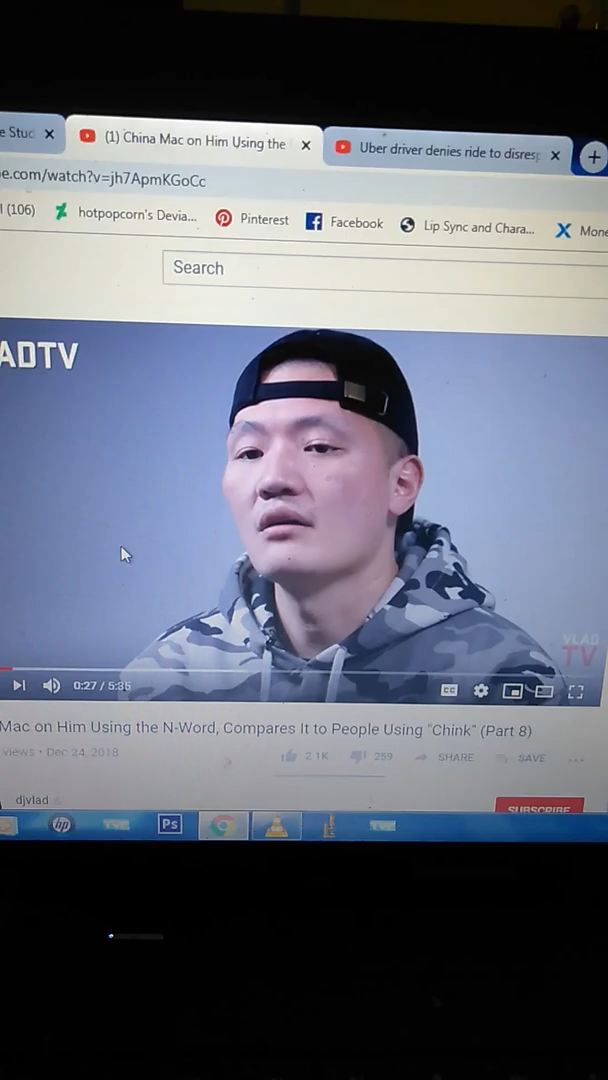 e Stud
(1) China Mac on Him Using the
Uber driver denies ride to disresp
e.com/watch?v=jh7ApmKGoCc
l (106)
hotpopcorn's Devia...
Pinterest
Facebook
Lip Sync and Chara...
Mone
Search
ADTV
VLAD
TV
0:27 / 5:35
CC
Mac on Him Using the N-Word, Compares It to People Using "Chink" (Part 8)
views • Dec 24, 2018
2.1K
259
SHARE
SAVE
djvlad
SUBSCRIBE
hp
Ps